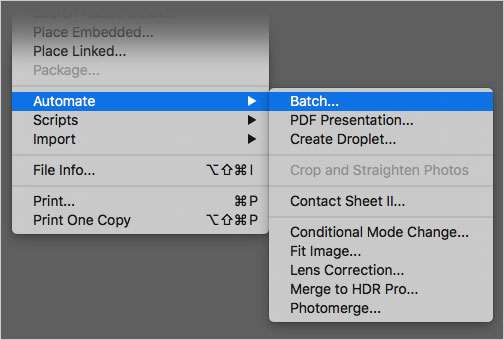 Search Adobe Stock...
Place Embedded...
Place Linked...
Package...
Automate ▶
Scripts ▶
Import ▶
File Info... ⌥⇧⌘I
Print... ⌘P
Print One Copy ⌥⇧⌘P
Batch...
PDF Presentation...
Create Droplet...
Crop and Straighten Photos
Contact Sheet II...
Conditional Mode Change...
Fit Image...
Lens Correction...
Merge to HDR Pro...
Photomerge...